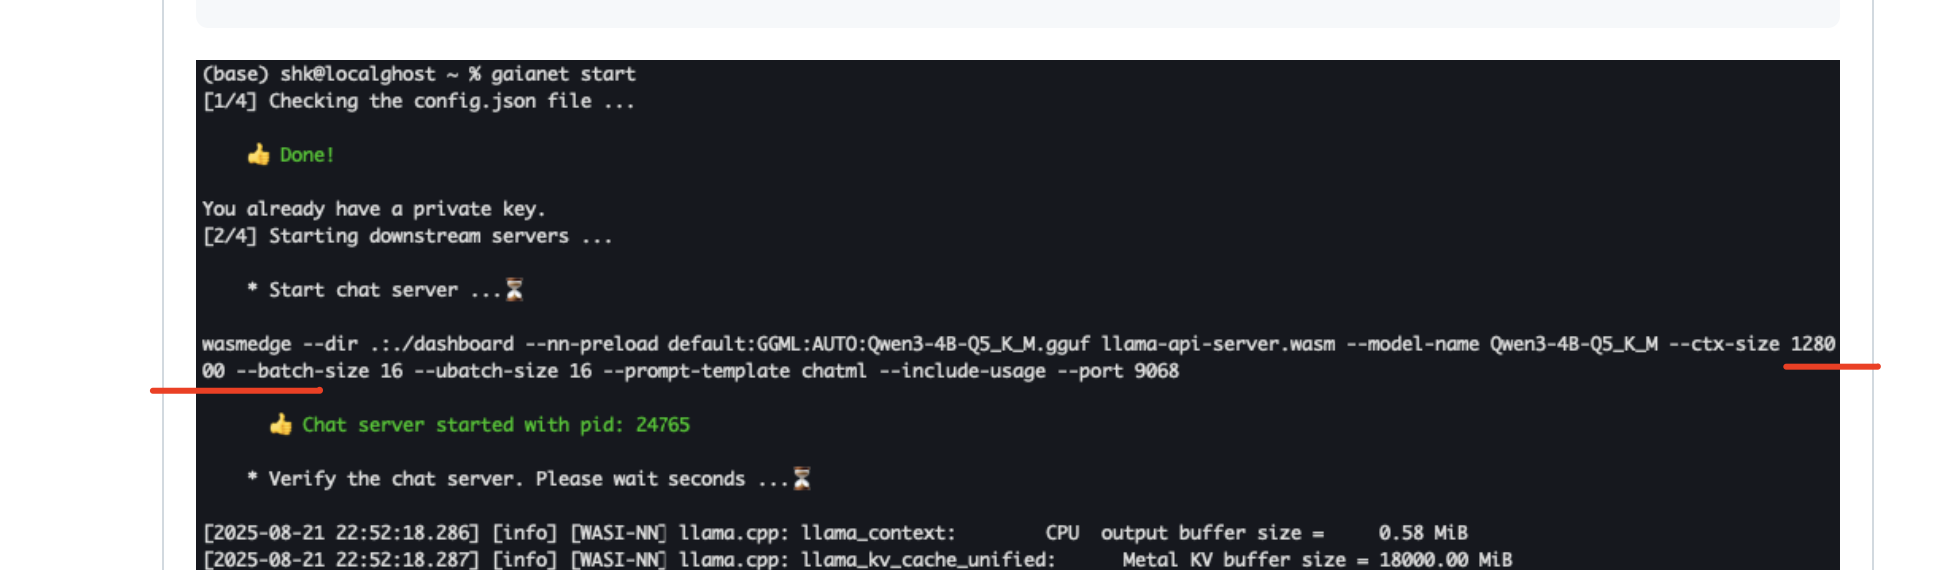 (base) shk@localghost ~ % gaianet start
[1/4] Checking the config.json file ...
👍 Done!
You already have a private key.
[2/4] Starting downstream servers ...
* Start chat server ...⏳
wasmedge --dir .:./dashboard --nn-preload default:GGML:AUTO:Qwen3-4B-Q5_K_M.gguf llama-api-server.wasm --model-name Qwen3-4B-Q5_K_M --ctx-size 1280
00 --batch-size 16 --ubatch-size 16 --prompt-template chatml --include-usage --port 9068
👍 Chat server started with pid: 24765
* Verify the chat server. Please wait seconds ...⏳
[2025-08-21 22:52:18.286] [info] [WASI-NN] llama.cpp: llama_context:        CPU  output buffer size =     0.58 MiB
[2025-08-21 22:52:18.287] [info] [WASI-NN] llama.cpp: llama_kv_cache_unified:      Metal KV buffer size = 18000.00 MiB